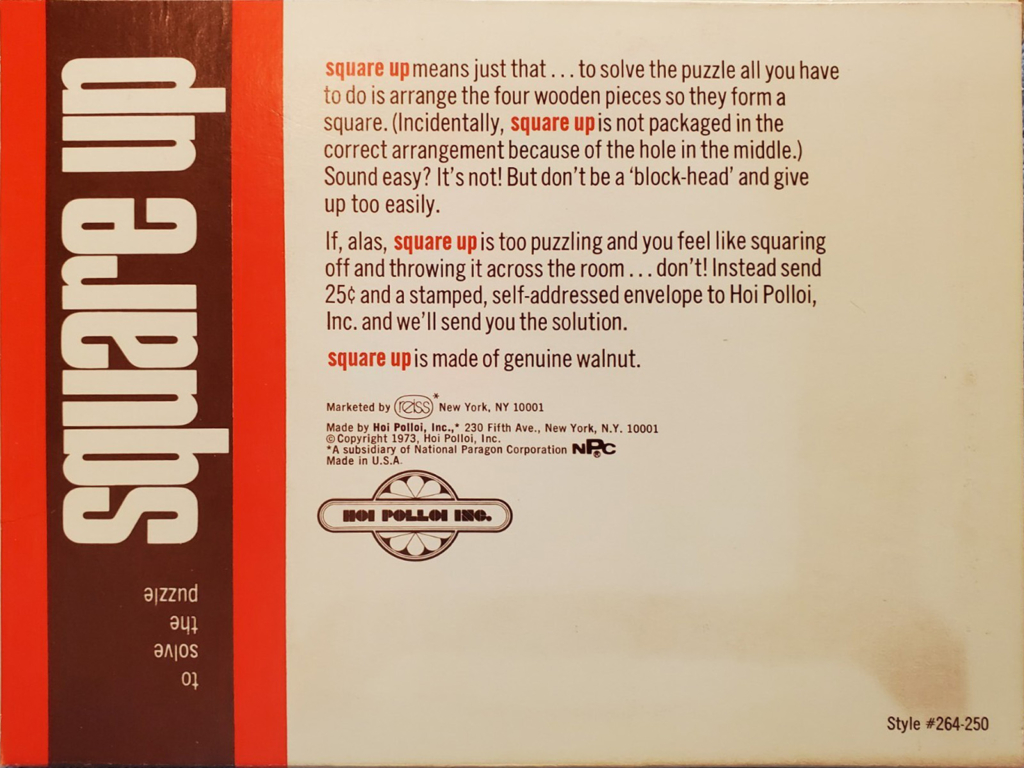 square up
to
solve
the
puzzle
square up means just that . . . to solve the puzzle all you have
to do is arrange the four wooden pieces so they form a
square. (Incidentally, square up is not packaged in the
correct arrangement because of the hole in the middle.)
Sound easy? It's not! But don't be a 'block-head' and give
up too easily.
If, alas, square up is too puzzling and you feel like squaring
off and throwing it across the room . . . don't! Instead send
25¢ and a stamped, self-addressed envelope to Hoi Polloi,
Inc. and we'll send you the solution.
square up is made of genuine walnut.
Marketed by reiss* New York, NY 10001
Made by Hoi Polloi, Inc.,* 230 Fifth Ave., New York, N.Y. 10001
© Copyright 1973, Hoi Polloi, Inc.
*A subsidiary of National Paragon Corporation NPC®
Made in U.S.A.
HOI POLLOI INC.
Style #264-250